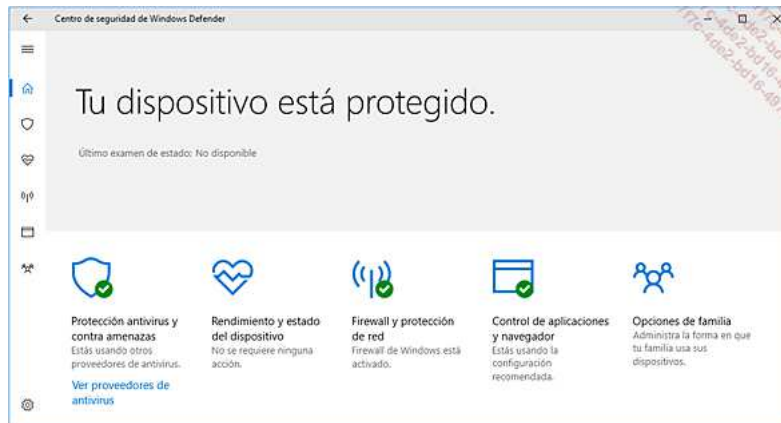 Centro de seguridad de Windows Defender
Tu dispositivo está protegido.
Último examen de estado: No disponible
Protección antivirus y
contra amenazas
Estás usando otros
proveedores de antivirus.
Ver proveedores de
antivirus
Rendimiento y estado
del dispositivo
No se requiere ninguna
acción.
Firewall y protección
de red
Firewall de Windows está
activado.
Control de aplicaciones
y navegador
Estás usando la
configuración
recomendada.
Opciones de familia
Administra la forma en que
tu familia usa sus
dispositivos.